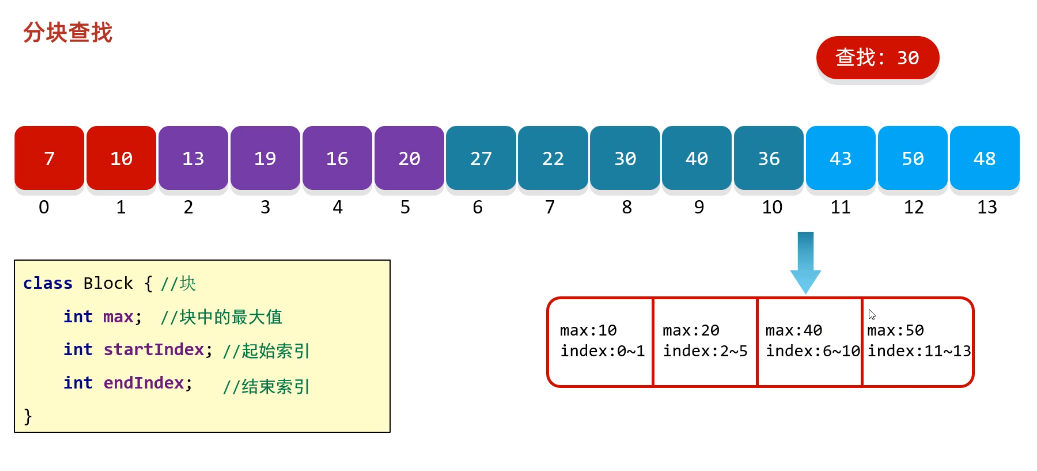 分块查找
查找：30
7 10 13 19 16 20 27 22 30 40 36 43 50 48
0 1 2 3 4 5 6 7 8 9 10 11 12 13
class Block { //块
int max; //块中的最大值
int startIndex; //起始索引
int endIndex; //结束索引
}
max:10 max:20 max:40 max:50
index:0~1 index:2~5 index:6~10 index:11~13